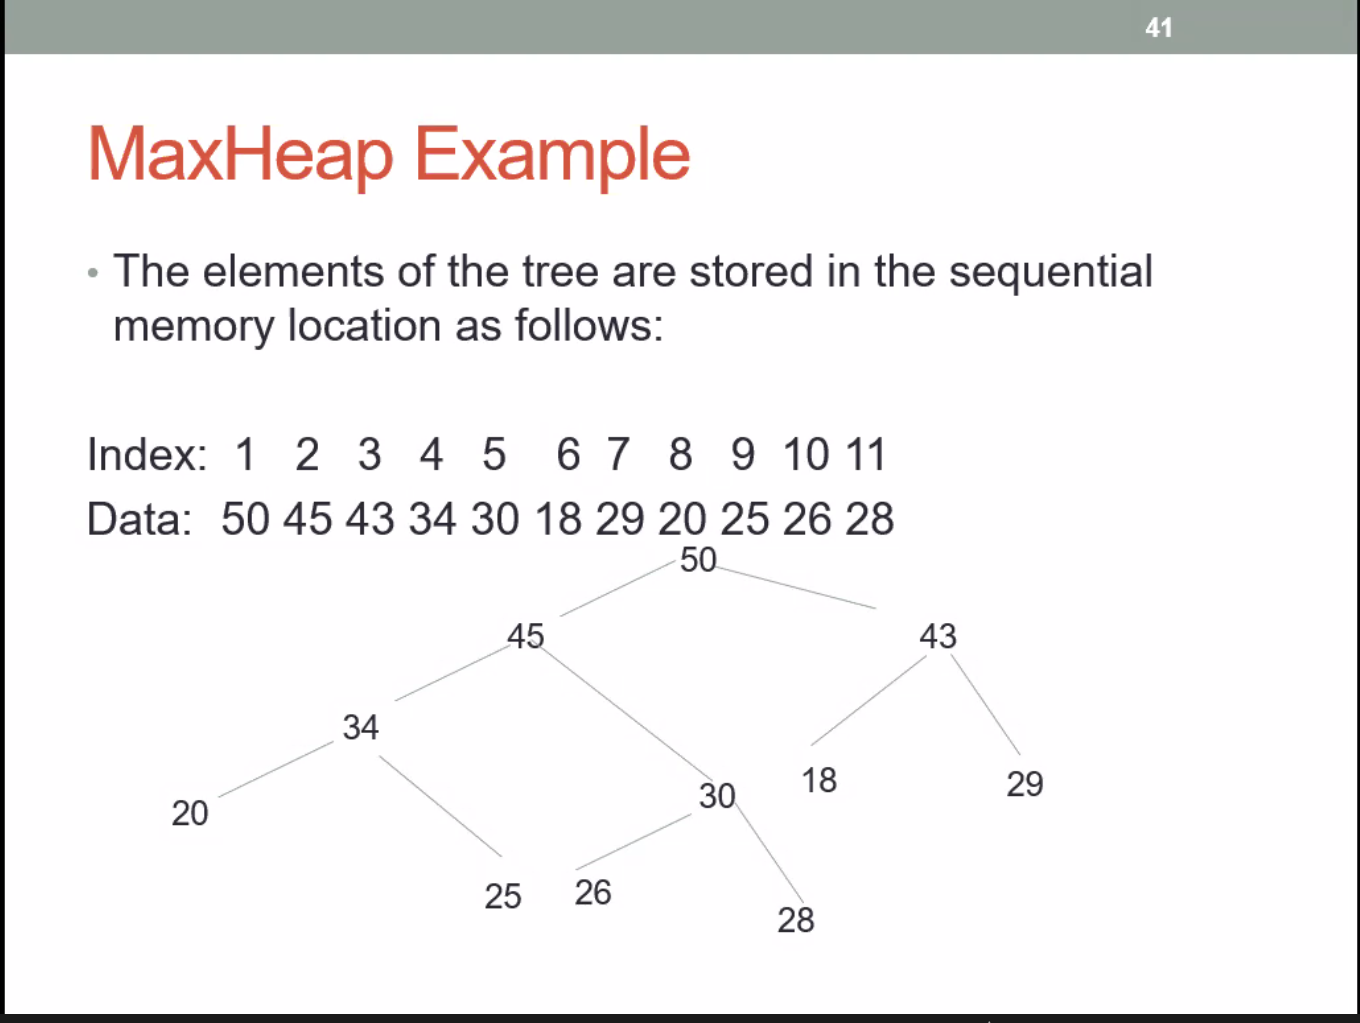 41
MaxHeap Example
• The elements of the tree are stored in the sequential
memory location as follows:
Index: 1 2 3 4 5 6 7 8 9 10 11
Data: 50 45 43 34 30 18 29 20 25 26 28
50
45 43
34
30 18 29
20
25 26
28